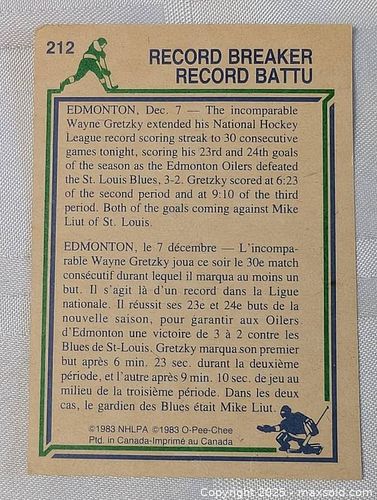 212
RECORD BREAKER
RECORD BATTU
EDMONTON, Dec. 7 — The incomparable
Wayne Gretzky extended his National Hockey
League record scoring streak to 30 consecutive
games tonight, scoring his 23rd and 24th goals
of the season as the Edmonton Oilers defeated
the St. Louis Blues, 3-2. Gretzky scored at 6:23
of the second period and at 9:10 of the third
period. Both of the goals coming against Mike
Liut of St. Louis.
EDMONTON, le 7 décembre — L'incompa-
rable Wayne Gretzky joua ce soir le 30e match
consécutif durant lequel il marqua au moins un
but. Il s'agit là d'un record dans la Ligue
nationale. Il réussit ses 23e et 24e buts de la
nouvelle saison, pour garantir aux Oilers
d'Edmonton une victoire de 3 à 2 contre les
Blues de St-Louis. Gretzky marqua son premier
but après 6 min. 23 sec. durant la deuxième
période, et l'autre après 9 min. 10 sec. de jeu au
milieu de la troisième période. Dans les deux
cas, le gardien des Blues était Mike Liut.
©1983 NHLPA ©1983 O-Pee-Chee
Ptd. in Canada-Imprimé au Canada
Copyright 2025 - maxsold.com